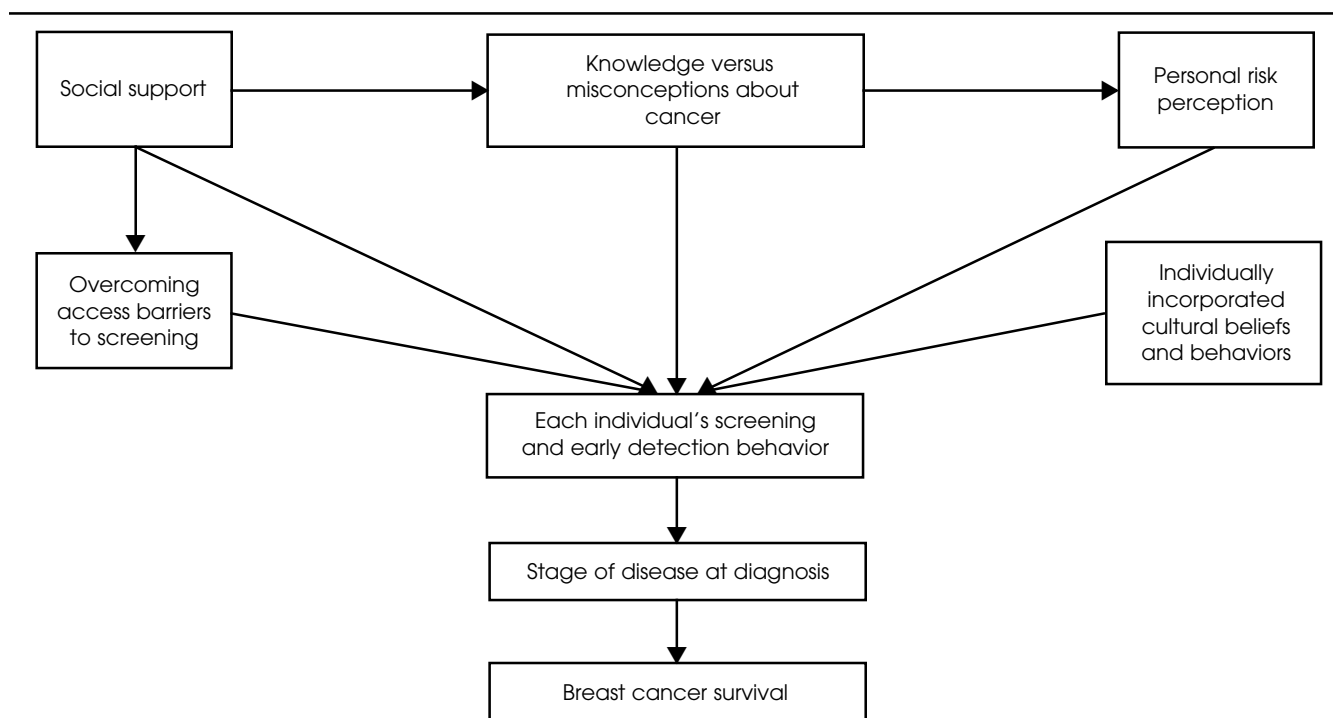 Social support
Knowledge versus
misconceptions about
cancer
Personal risk
perception
Overcoming
access barriers
to screening
Individually
incorporated
cultural beliefs
and behaviors
Each individual’s screening
and early detection behavior
Stage of disease at diagnosis
Breast cancer survival